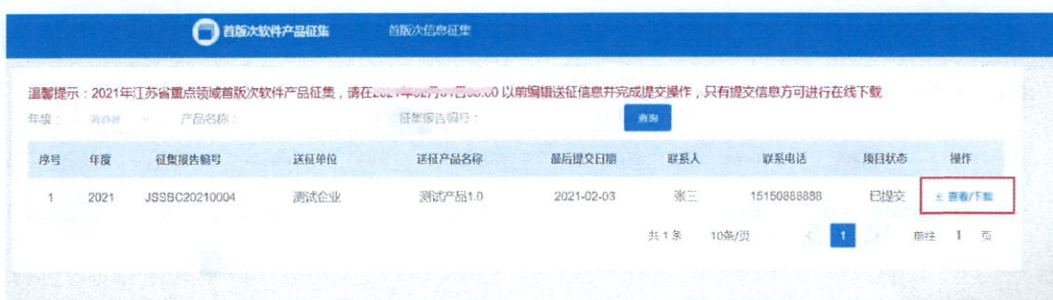 首版次软件产品征集 首版次信息征集
温馨提示：2021年江苏省重点领域首版次软件产品征集，请在 以前编辑送征信息并完成提交操作，只有提交信息方可进行在线下载
年度： 产品名称： 征集报告编号： 查询
序号 年度 征集报告编号 送征单位 送征产品名称 最后提交日期 联系人 联系电话 项目状态 操作
1 2021 JSSBC20210004 测试企业 测试产品1.0 2021-02-03 张三 15150888888 已提交 查看/下载
共 1 条 10条/页 1 前往 1 页